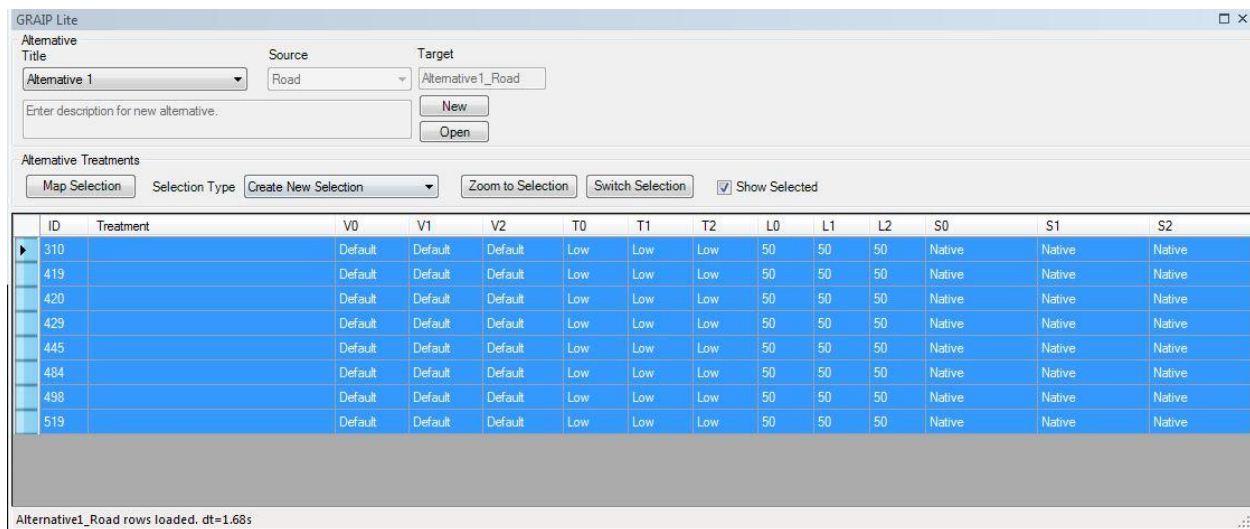 GRAIP Lite
Alternative
Title Source Target
Alternative 1 Road Alternative1_Road
Enter description for new alternative.
New
Open
Alternative Treatments
Map Selection Selection Type Create New Selection Zoom to Selection Switch Selection Show Selected
ID Treatment V0 V1 V2 T0 T1 T2 L0 L1 L2 S0 S1 S2
310 Default Default Default Low Low Low 50 50 50 Native Native Native
419 Default Default Default Low Low Low 50 50 50 Native Native Native
420 Default Default Default Low Low Low 50 50 50 Native Native Native
429 Default Default Default Low Low Low 50 50 50 Native Native Native
445 Default Default Default Low Low Low 50 50 50 Native Native Native
484 Default Default Default Low Low Low 50 50 50 Native Native Native
498 Default Default Default Low Low Low 50 50 50 Native Native Native
519 Default Default Default Low Low Low 50 50 50 Native Native Native
Alternative1_Road rows loaded. dt=1.68s